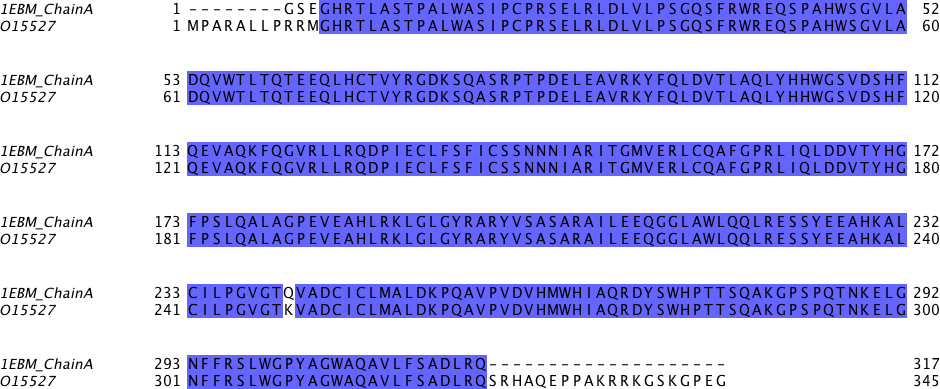 1EBM_ChainA 1 --------GSEGHRTLASTPALWASIPCPRSELRLDLVLPSGQSFRWREQSPAHWSGVLA 52
O15527 1 MPARALLPRRMGHRTLASTPALWASIPCPRSELRLDLVLPSGQSFRWREQSPAHWSGVLA 60
1EBM_ChainA 53 DQVWTLTQTEEQLHCTVYRGDKSQASRPTPDELEAVRKYFQLDVTLAQLYHHWGSVDSHF 112
O15527 61 DQVWTLTQTEEQLHCTVYRGDKSQASRPTPDELEAVRKYFQLDVTLAQLYHHWGSVDSHF 120
1EBM_ChainA 113 QEVAQKFQGVRLLRQDPIECLFSFICSSNNNIARITGMVERLCQAFGPRLIQLDDVTYHG 172
O15527 121 QEVAQKFQGVRLLRQDPIECLFSFICSSNNNIARITGMVERLCQAFGPRLIQLDDVTYHG 180
1EBM_ChainA 173 FPSLQALAGPEVEAHLRKLGLGYRARYVSASARAILEEQGGLAWLQQLRESSYEEAHKAL 232
O15527 181 FPSLQALAGPEVEAHLRKLGLGYRARYVSASARAILEEQGGLAWLQQLRESSYEEAHKAL 240
1EBM_ChainA 233 CILPGVGTQVADCICLMALDKPQAVPVDVHMWHIAQRDYSWHPTTSQAKGPSPQTNKELG 292
O15527 241 CILPGVGTKVADCICLMALDKPQAVPVDVHMWHIAQRDYSWHPTTSQAKGPSPQTNKELG 300
1EBM_ChainA 293 NFFRSLWGPYAGWAQAVLFSADLRQ-------------------- 317
O15527 301 NFFRSLWGPYAGWAQAVLFSADLRQSRHAQEPPAKRRKGSKGPEG 345